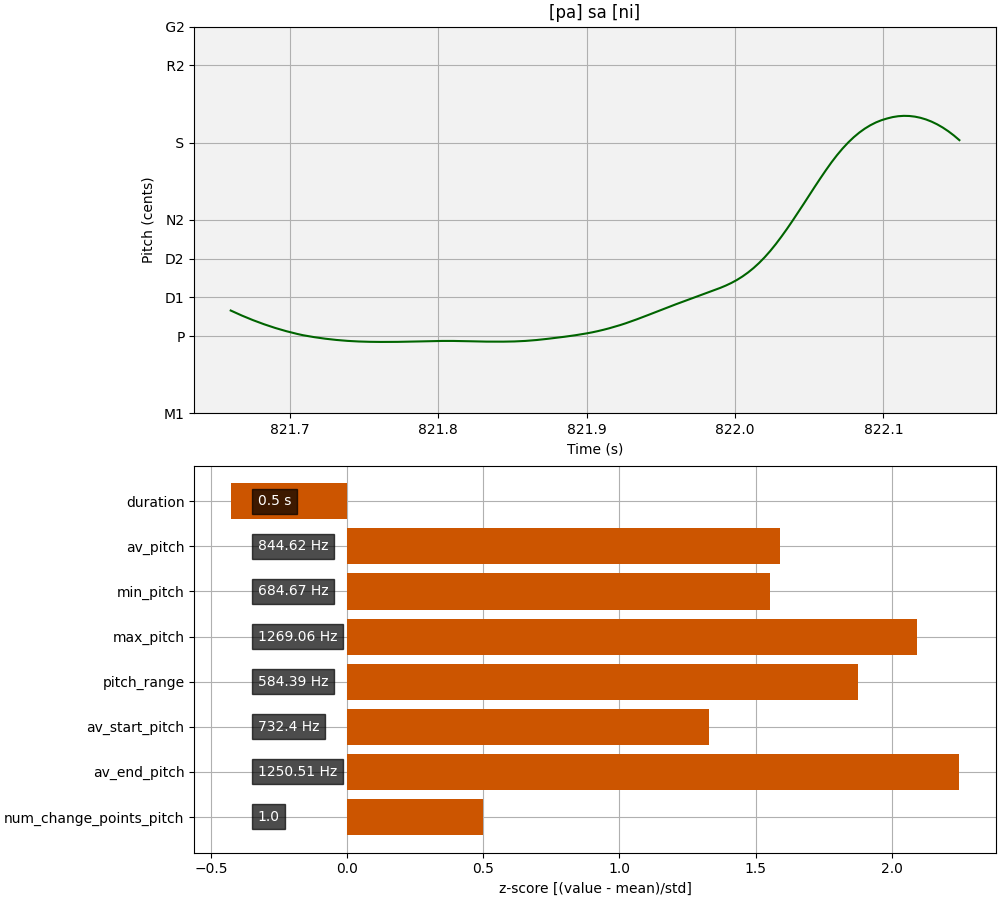 [pa] sa [ni]
G2
R2
S
N2
D2
D1
P
M1
Pitch (cents)
821.7 821.8 821.9 822.0 822.1
Time (s)
duration 0.5 s
av_pitch 844.62 Hz
min_pitch 684.67 Hz
max_pitch 1269.06 Hz
pitch_range 584.39 Hz
av_start_pitch 732.4 Hz
av_end_pitch 1250.51 Hz
num_change_points_pitch 1.0
−0.5 0.0 0.5 1.0 1.5 2.0
z-score [(value - mean)/std]